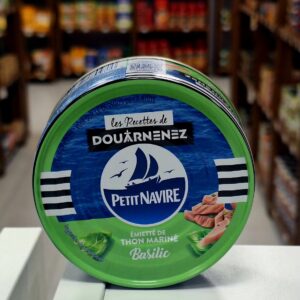 les Recettes de
DOUARNENEZ
PETIT NAVIRE
ÉMIETTÉ DE
THON MARINÉ
Basilic